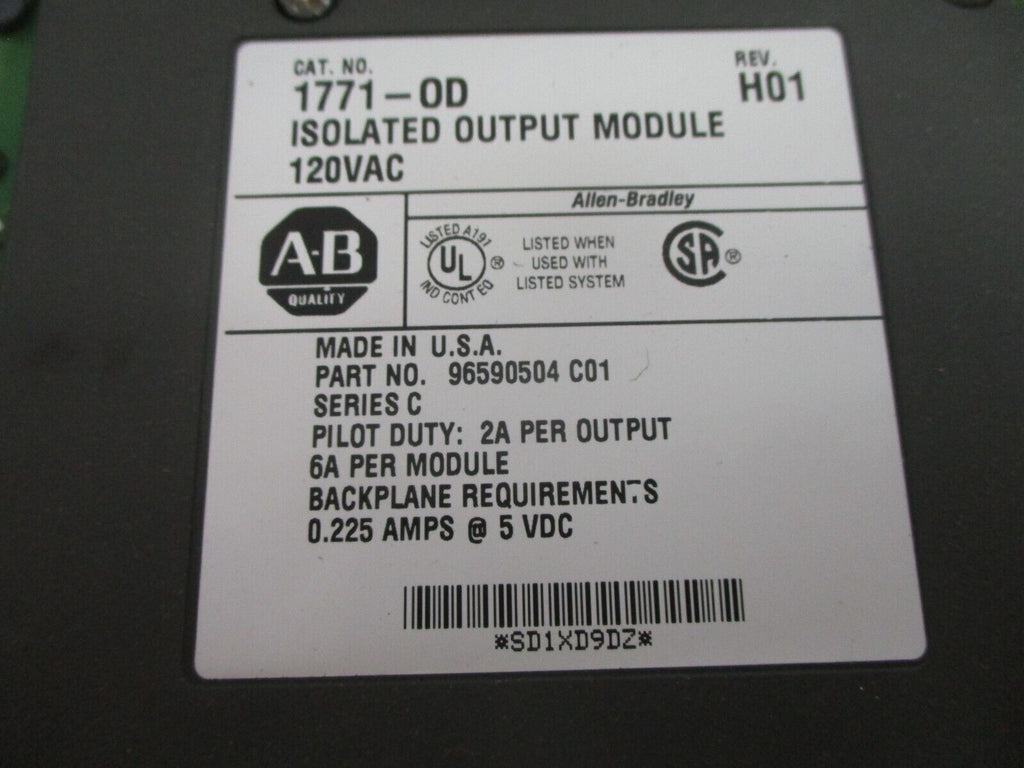 CAT. NO.
1771-OD
REV.
H01
ISOLATED OUTPUT MODULE
120VAC
Allen-Bradley
A-B
QUALITY
LISTED A191
UL ®
IND CONT EQ
LISTED WHEN
USED WITH
LISTED SYSTEM
SA ®
MADE IN U.S.A.
PART NO. 96590504 C01
SERIES C
PILOT DUTY: 2A PER OUTPUT
6A PER MODULE
BACKPLANE REQUIREMENTS
0.225 AMPS @ 5 VDC
*SD1XD9DZ*